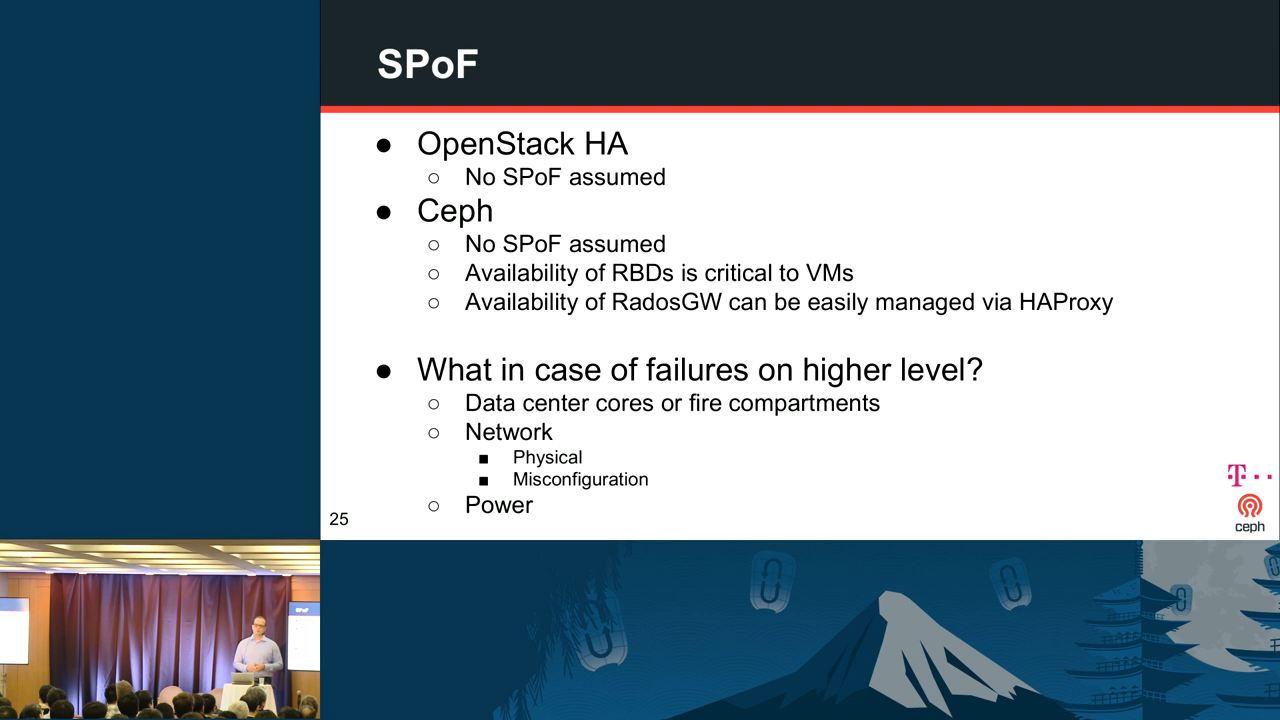 SPoF
● OpenStack HA
○ No SPoF assumed
● Ceph
○ No SPoF assumed
○ Availability of RBDs is critical to VMs
○ Availability of RadosGW can be easily managed via HAProxy
● What in case of failures on higher level?
○ Data center cores or fire compartments
○ Network
■ Physical
■ Misconfiguration
○ Power
25
T
ceph
SPoF